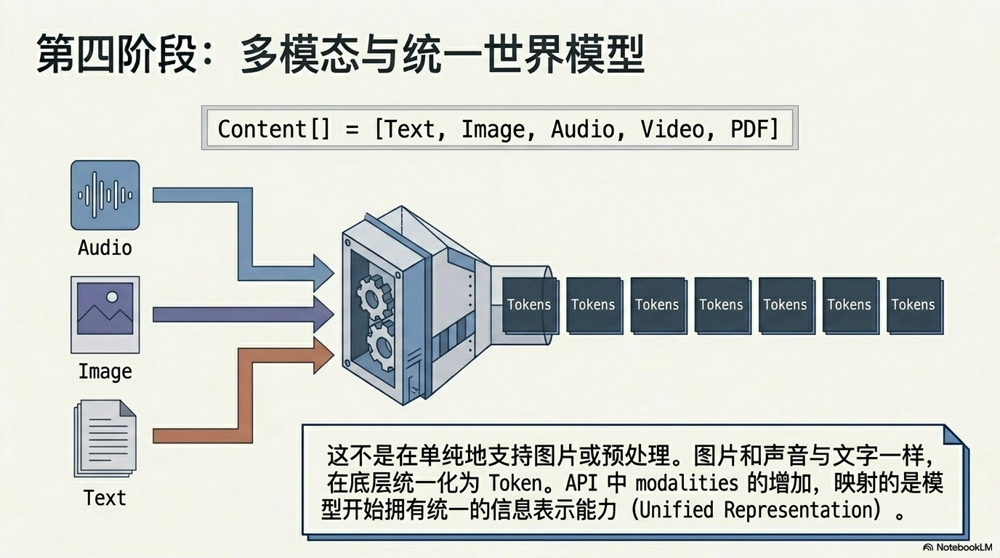 第四阶段：多模态与统一世界模型
Content[] = [Text, Image, Audio, Video, PDF]
Audio
Image
Text
Tokens
Tokens
Tokens
Tokens
Tokens
Tokens
Tokens
这不是在单纯地支持图片或预处理。图片和声音与文字一样，
在底层统一化为 Token。API 中 modalities 的增加，映射的是模
型开始拥有统一的信息表示能力（Unified Representation）。
NotebookLM